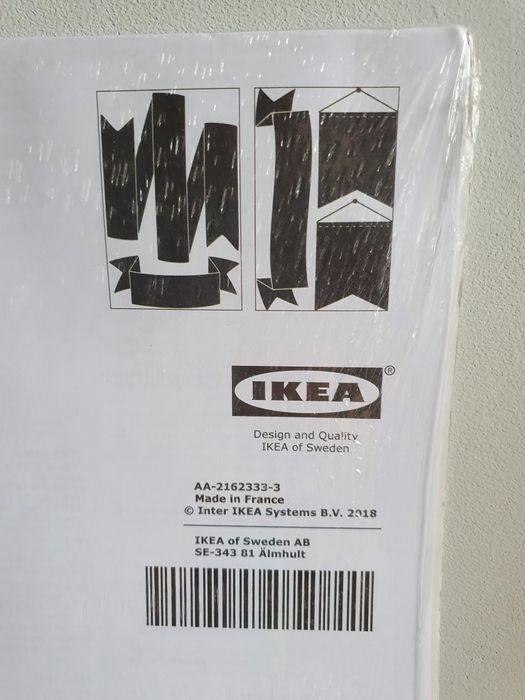 IKEA®
Design and Quality
IKEA of Sweden
AA-2162333-3
Made in France
© Inter IKEA Systems B.V. 2018
IKEA of Sweden AB
SE-343 81 Älmhult